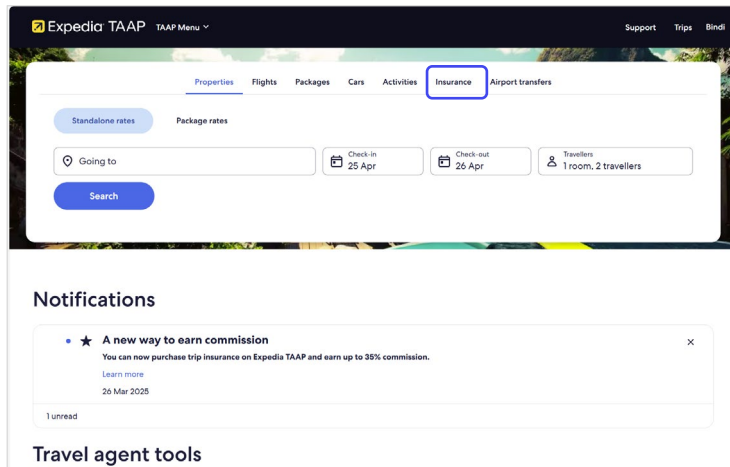 Expedia TAAP TAAP Menu Support Trips Bindi
Properties Flights Packages Cars Activities Insurance Airport transfers
Standalone rates Package rates
Going to
Check-in
25 Apr
Check-out
26 Apr
Travellers
1 room, 2 travellers
Search
Notifications
A new way to earn commission
You can now purchase trip insurance on Expedia TAAP and earn up to 35% commission.
Learn more
26 Mar 2025
1 unread
Travel agent tools